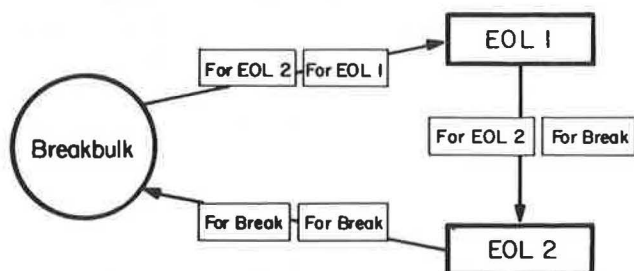 EOL 1
For EOL 2 For EOL 1
Breakbulk
For EOL 2 For Break
For Break For Break
EOL 2